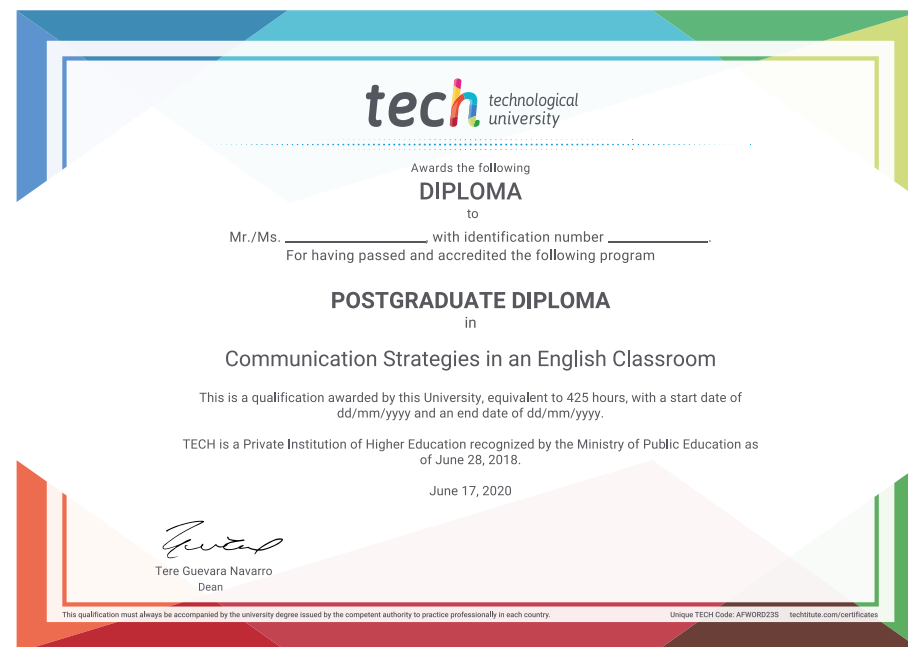 tech technological
university
Awards the following
DIPLOMA
to
Mr./Ms. ____________________, with identification number ______________.
For having passed and accredited the following program
POSTGRADUATE DIPLOMA
in
Communication Strategies in an English Classroom
This is a qualification awarded by this University, equivalent to 425 hours, with a start date of
dd/mm/yyyy and an end date of dd/mm/yyyy.
TECH is a Private Institution of Higher Education recognized by the Ministry of Public Education as
of June 28, 2018.
June 17, 2020
Tere Guevara Navarro
Dean
This qualification must always be accompanied by the university degree issued by the competent authority to practice professionally in each country. Unique TECH Code: AFWORD23S techtitute.com/certificates